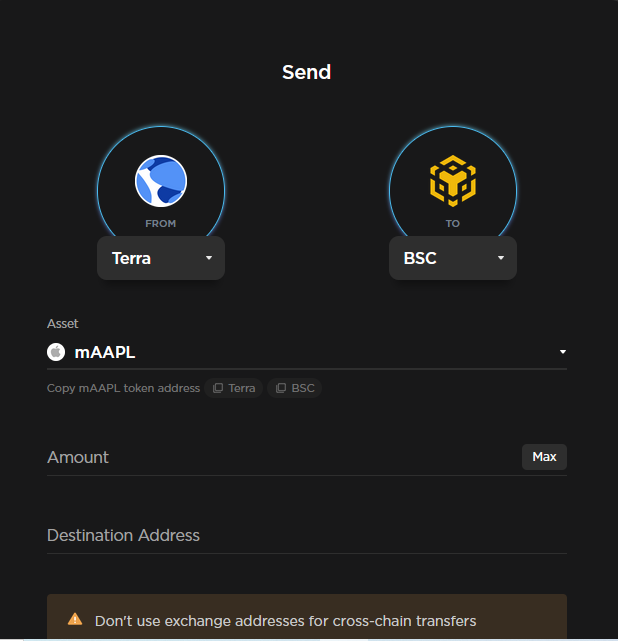 Send
FROM TO
Terra BSC
Asset
mAAPL
Copy mAAPL token address Terra BSC
Amount Max
Destination Address
Don't use exchange addresses for cross-chain transfers